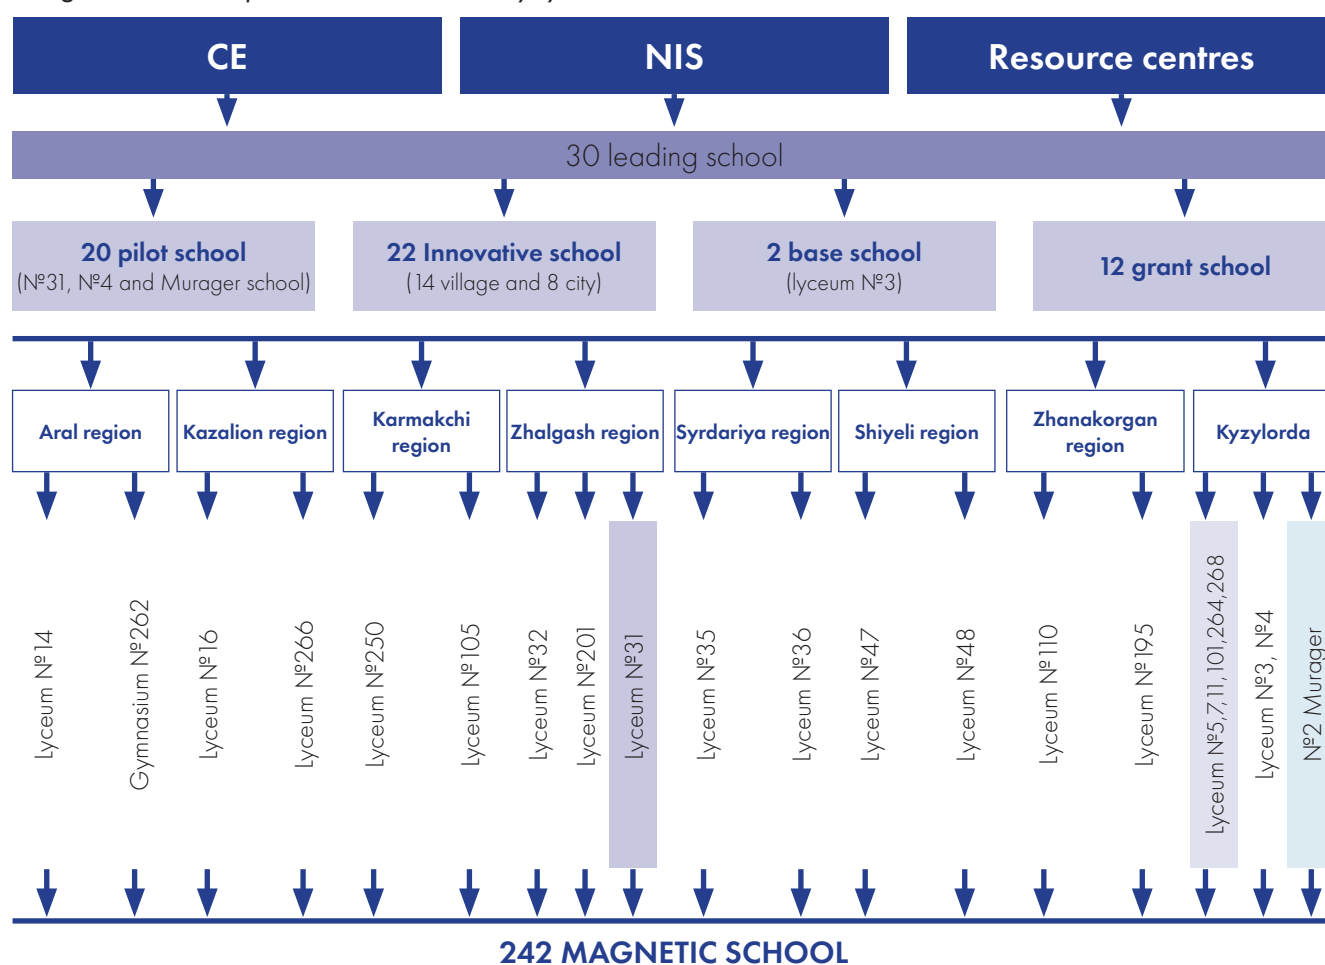 CE
NIS
Resource centres
30 leading school
20 pilot school
(№31, №4 and Murager school)
22 Innovative school
(14 village and 8 city)
2 base school
(lyceum №3)
12 grant school
Aral region
Kazalion region
Karmakchi
region
Zhalgash region
Syrdariya region
Shiyeli region
Zhanakorgan
region
Kyzylorda
Lyceum №14
Gymnasium №262
Lyceum №16
Lyceum №266
Lyceum №250
Lyceum №105
Lyceum №32
Lyceum №201
Lyceum №31
Lyceum №35
Lyceum №36
Lyceum №47
Lyceum №48
Lyceum №110
Lyceum №195
Lyceum №5,7,11,101,264,268
Lyceum №3, №4
№2 Murager
242 MAGNETIC SCHOOL